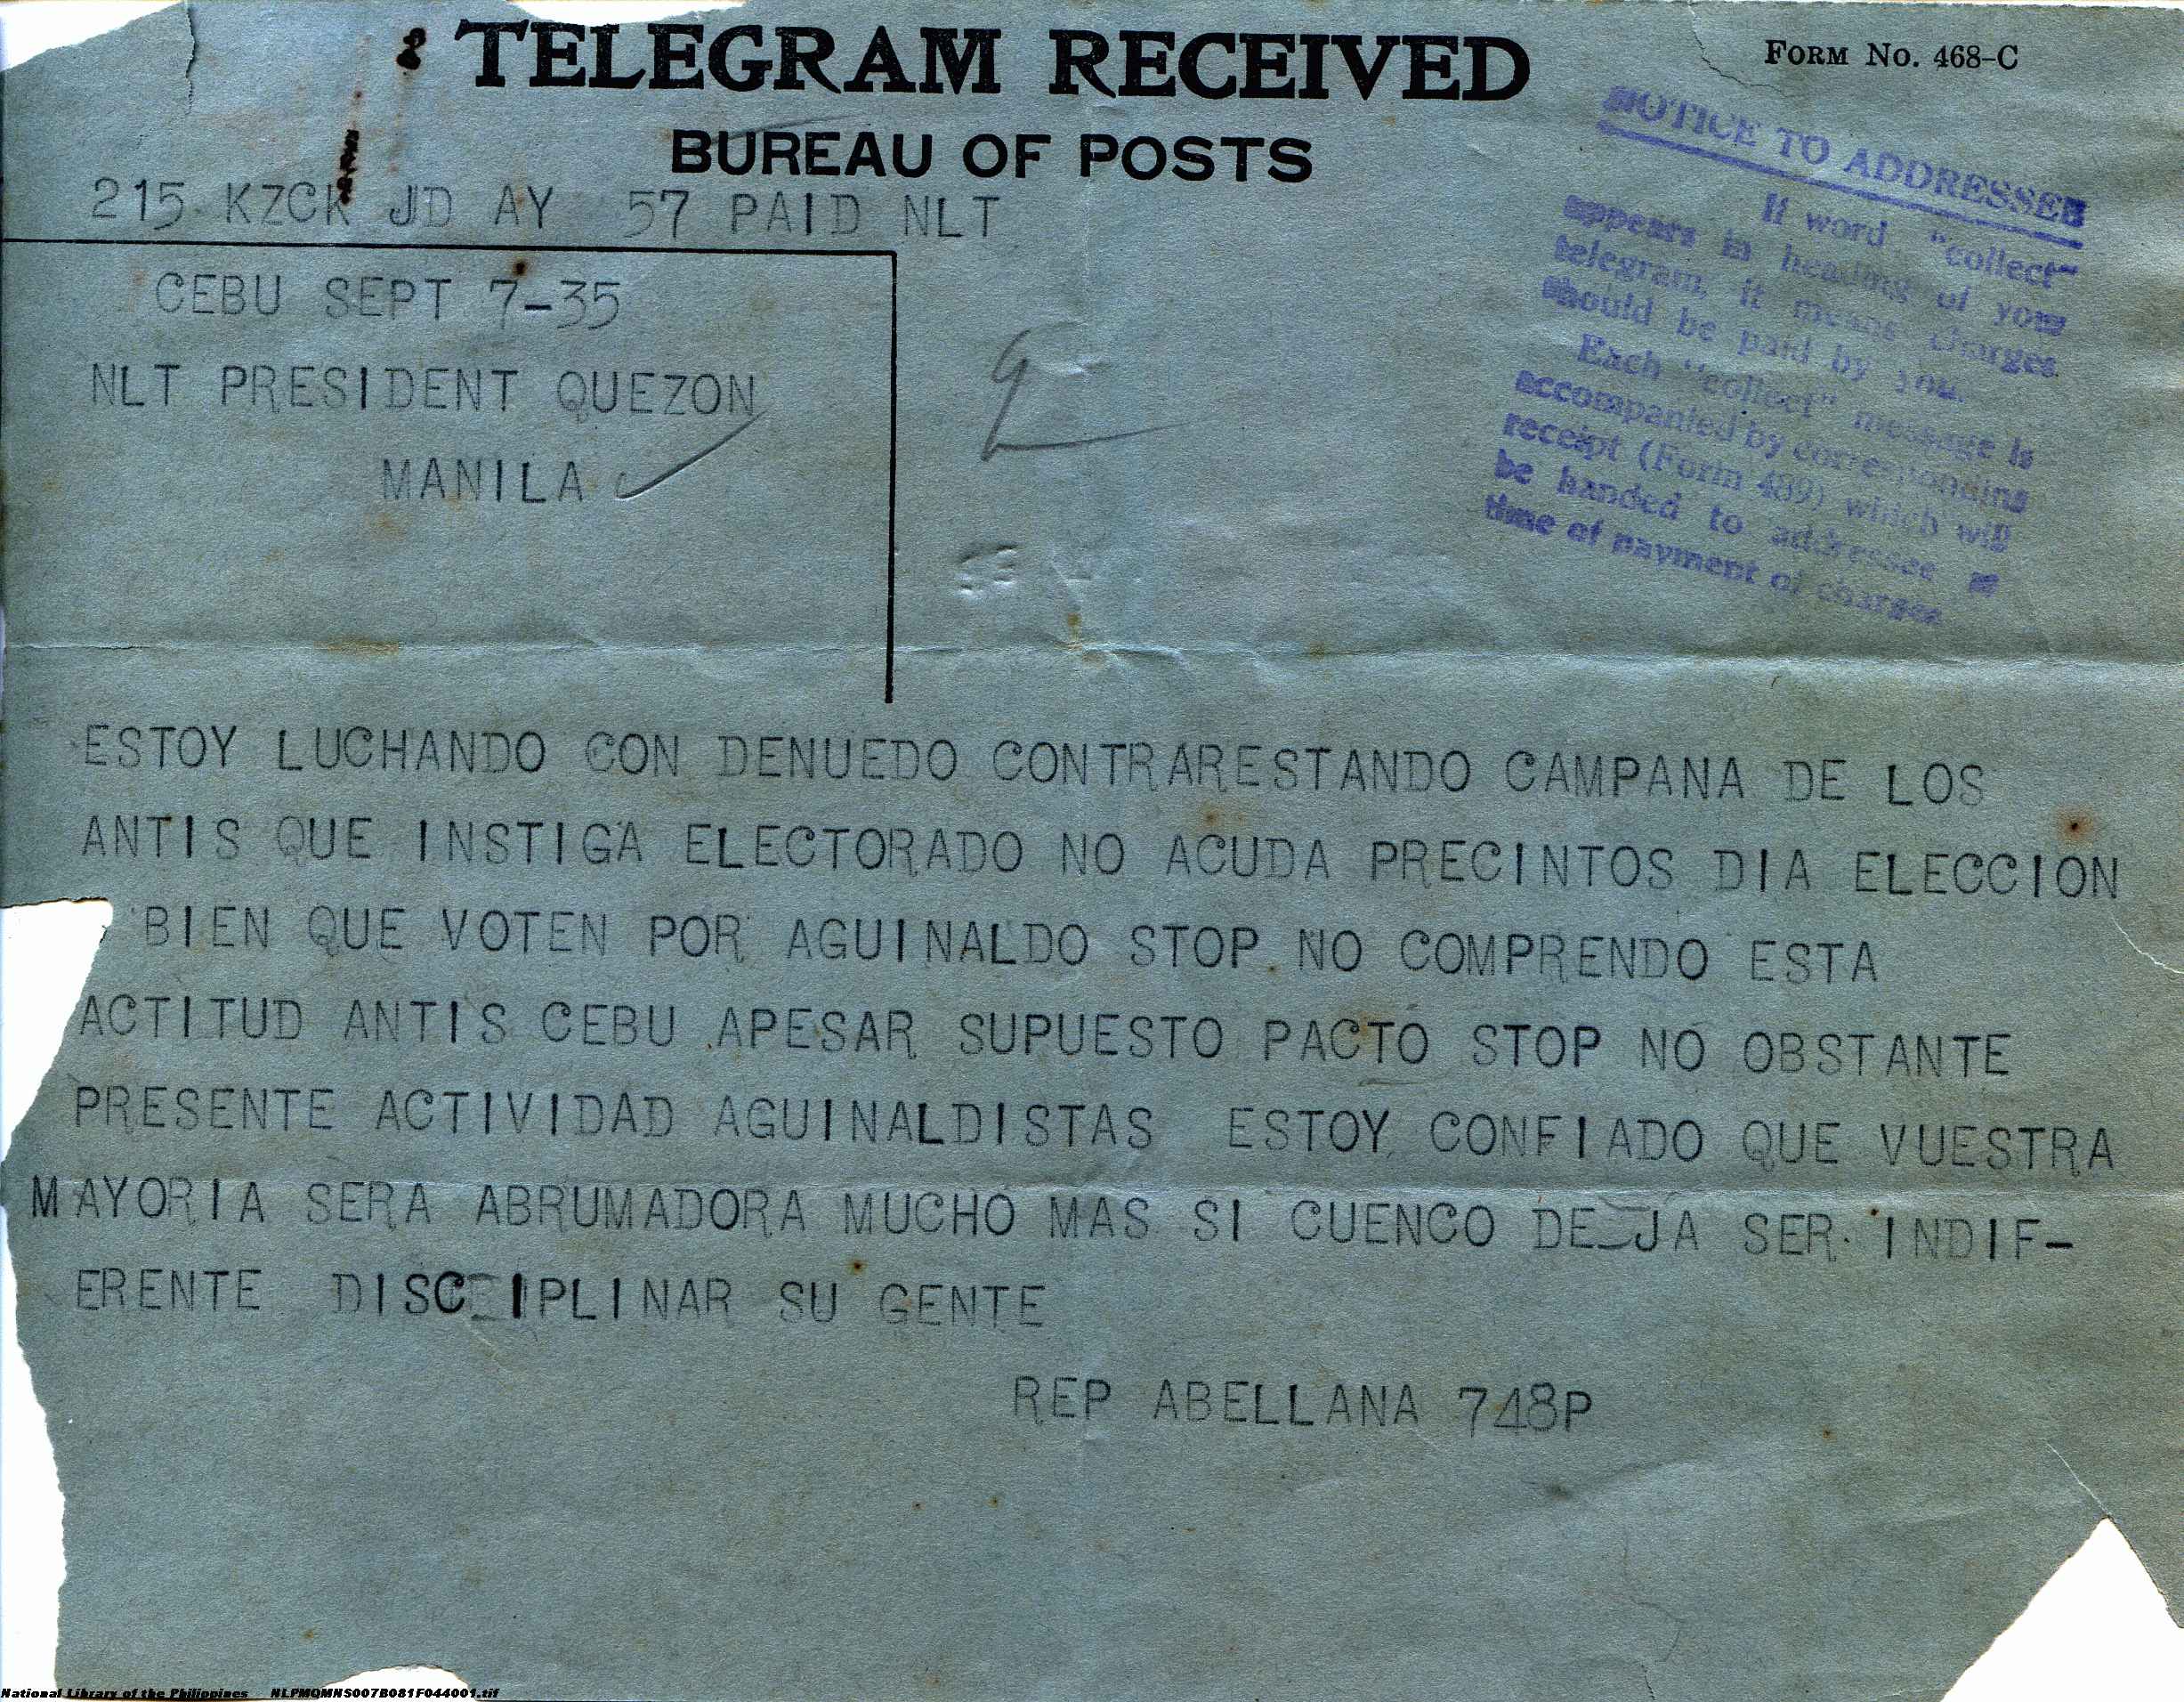 TELEGRAM RECEIVED
FORM NO. 468-C
BUREAU OF POSTS
215 KZCK JD AY 57 PAID NLT
CEBU SEPT 7-35
NLT PRESIDENT QUEZON
MANILA
NOTICE TO ADDRESSEE
If word "collect"
appears in heading of your
telegram, it means charges
should be paid by you.
Each "collect" message is
accompanied by corresponding
receipt (Form 489) which will
be handed to addressee
time of payment of charges
ESTOY LUCHANDO CON DENUEDO CONTRARESTANDO CAMPANA DE LOS
ANTIS QUE INSTIGA ELECTORADO NO ACUDA PRECINTOS DIA ELECCION
BIEN QUE VOTEN POR AGUINALDO STOP NO COMPRENDO ESTA
ACTITUD ANTIS CEBU APESAR SUPUESTO PACTO STOP NO OBSTANTE
PRESENTE ACTIVIDAD AGUINALDISTAS ESTOY CONFIADO QUE VUESTRA
MAYORIA SERA ABRUMADORA MUCHO MAS SI CUENCO DEJA SER INDIF-
ERENTE DISCIPLINAR SU GENTE
REP ABELLANA 748P
National Library of the Philippines NLPMQMNS007B081F044001.tif